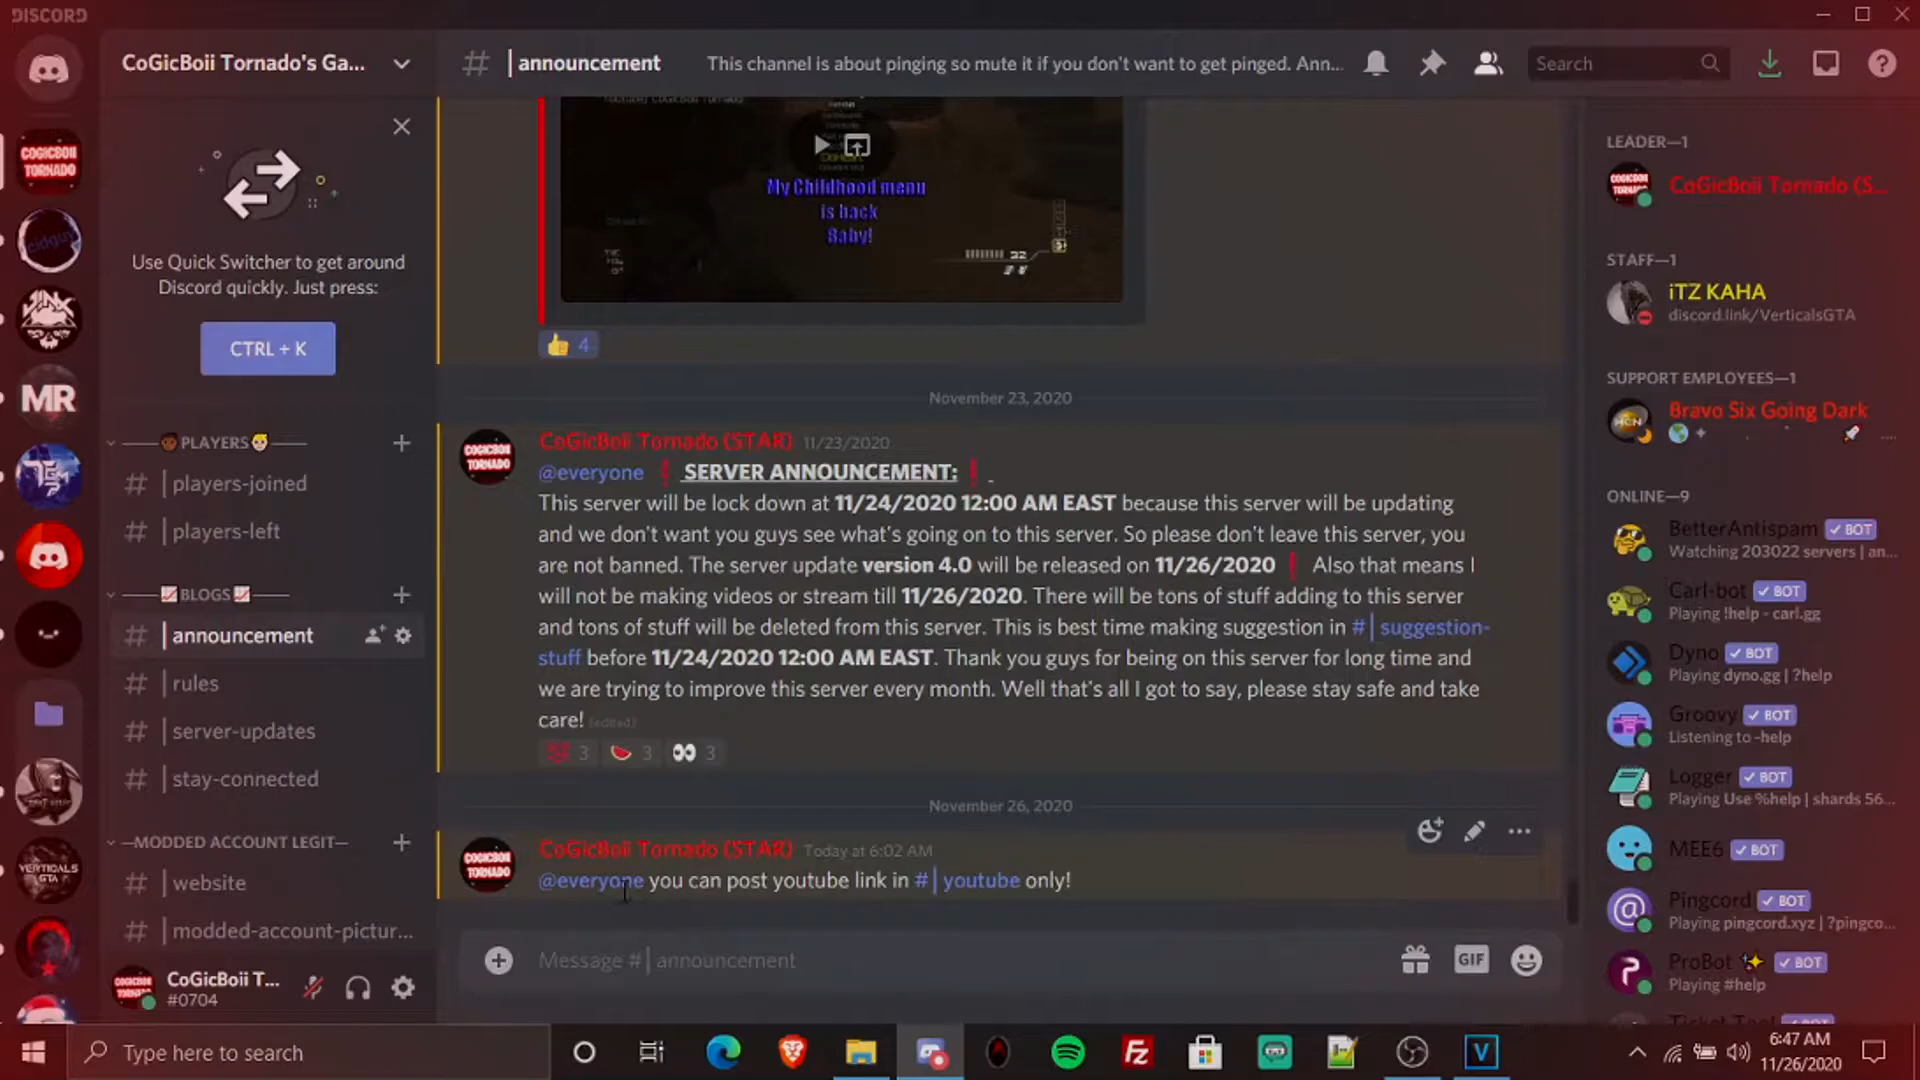 DISCORD
CoGicBoii Tornado's Ga...
# | announcement
This channel is about pinging so mute it if you don't want to get pinged. Ann...
Search
COGICBOII
TORNADO
cidguy
JINX
MR
VERTICALS
GTA
Use Quick Switcher to get around
Discord quickly. Just press:
CTRL + K
PLAYERS
# | players-joined
# | players-left
BLOGS
# | announcement
# | rules
# | server-updates
# | stay-connected
—MODDED ACCOUNT LEGIT—
# | website
# | modded-account-pictur...
CoGicBoii T...
#0704
My Childhood menu
is back
Baby!
32
👍 4
November 23, 2020
CoGicBoii Tornado (STAR) 11/23/2020
@everyone ❗ SERVER ANNOUNCEMENT: ❗
This server will be lock down at 11/24/2020 12:00 AM EAST because this server will be updating
and we don't want you guys see what's going on to this server. So please don't leave this server, you
are not banned. The server update version 4.0 will be released on 11/26/2020 ❗ Also that means I
will not be making videos or stream till 11/26/2020. There will be tons of stuff adding to this server
and tons of stuff will be deleted from this server. This is best time making suggestion in # | suggestion-
stuff before 11/24/2020 12:00 AM EAST. Thank you guys for being on this server for long time and
we are trying to improve this server every month. Well that's all I got to say, please stay safe and take
care! (edited)
💯 3 🍉 3 👀 3
November 26, 2020
CoGicBoii Tornado (STAR) Today at 6:02 AM
@everyone you can post youtube link in # | youtube only!
Message # | announcement
GIF
LEADER—1
CoGicBoii Tornado (S...
STAFF—1
iTZ KAHA
discord.link/VerticalsGTA
SUPPORT EMPLOYEES—1
Bravo Six Going Dark
ONLINE—9
BetterAntispam ✓ BOT
Watching 203022 servers | an...
Carl-bot ✓ BOT
Playing !help - carl.gg
Dyno ✓ BOT
Playing dyno.gg | ?help
Groovy ✓ BOT
Listening to -help
Logger ✓ BOT
Playing Use %help | shards 56...
MEE6 ✓ BOT
Pingcord ✓ BOT
Playing pingcord.xyz | ?pingco...
ProBot ✨ ✓ BOT
Playing #help
Ticket Tool
Type here to search
6:47 AM
11/26/2020